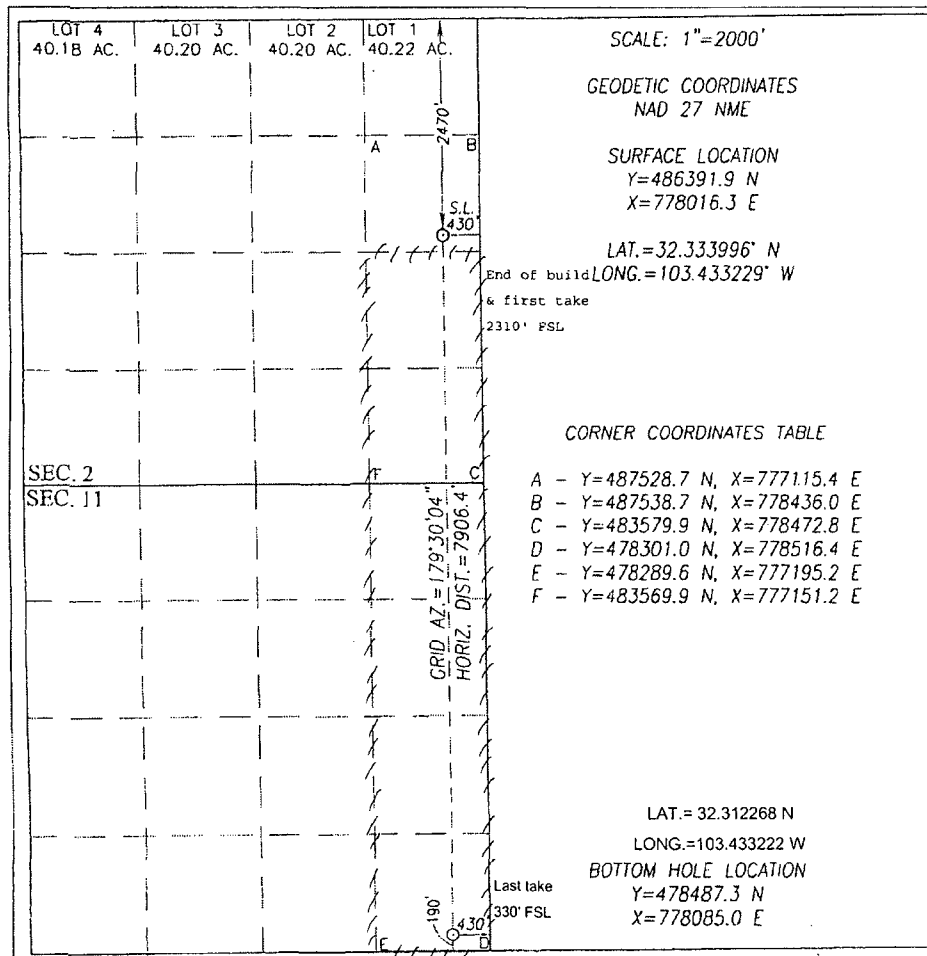 LOT 4
40.18 AC.
LOT 3
40.20 AC.
LOT 2
40.20 AC.
LOT 1
40.22 AC.
2470'
A
B
S.L.
430'
End of build
& first take
2310' FSL
SEC. 2
F
C
SEC. 11
GRID AZ.=179°30'04"
HORIZ. DIST.=7906.4'
Last take
330' FSL
190'
430'
E
D
SCALE: 1"=2000'
GEODETIC COORDINATES
NAD 27 NME
SURFACE LOCATION
Y=486391.9 N
X=778016.3 E
LAT.=32.333996° N
LONG.=103.433229° W
CORNER COORDINATES TABLE
A - Y=487528.7 N, X=777115.4 E
B - Y=487538.7 N, X=778436.0 E
C - Y=483579.9 N, X=778472.8 E
D - Y=478301.0 N, X=778516.4 E
E - Y=478289.6 N, X=777195.2 E
F - Y=483569.9 N, X=777151.2 E
LAT.= 32.312268 N
LONG.=103.433222 W
BOTTOM HOLE LOCATION
Y=478487.3 N
X=778085.0 E